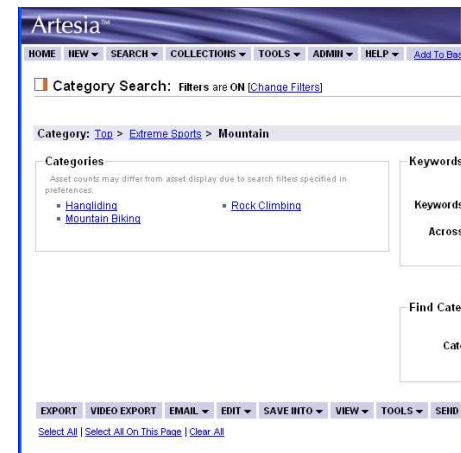 Artesia™
HOME NEW SEARCH COLLECTIONS TOOLS ADMIN HELP Add To Bas
Category Search: Filters are ON [Change Filters]
Category: Top > Extreme Sports > Mountain
Categories
Asset counts may differ from asset display due to search filters specified in
preferences.
Hangliding
Rock Climbing
Mountain Biking
Keywords
Keywords
Across
Find Cate
Cate
EXPORT VIDEO EXPORT EMAIL EDIT SAVE INTO VIEW TOOLS SEND
Select All | Select All On This Page | Clear All